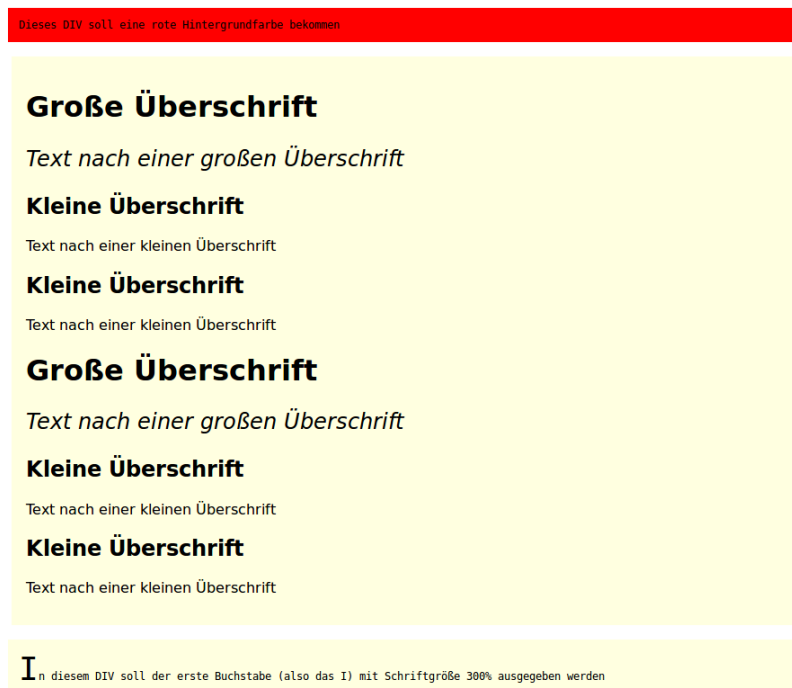 Dieses DIV soll eine rote Hintergrundfarbe bekommen
Große Überschrift
Text nach einer großen Überschrift
Kleine Überschrift
Text nach einer kleinen Überschrift
Kleine Überschrift
Text nach einer kleinen Überschrift
Große Überschrift
Text nach einer großen Überschrift
Kleine Überschrift
Text nach einer kleinen Überschrift
Kleine Überschrift
Text nach einer kleinen Überschrift
In diesem DIV soll der erste Buchstabe (also das I) mit Schriftgröße 300% ausgegeben werden